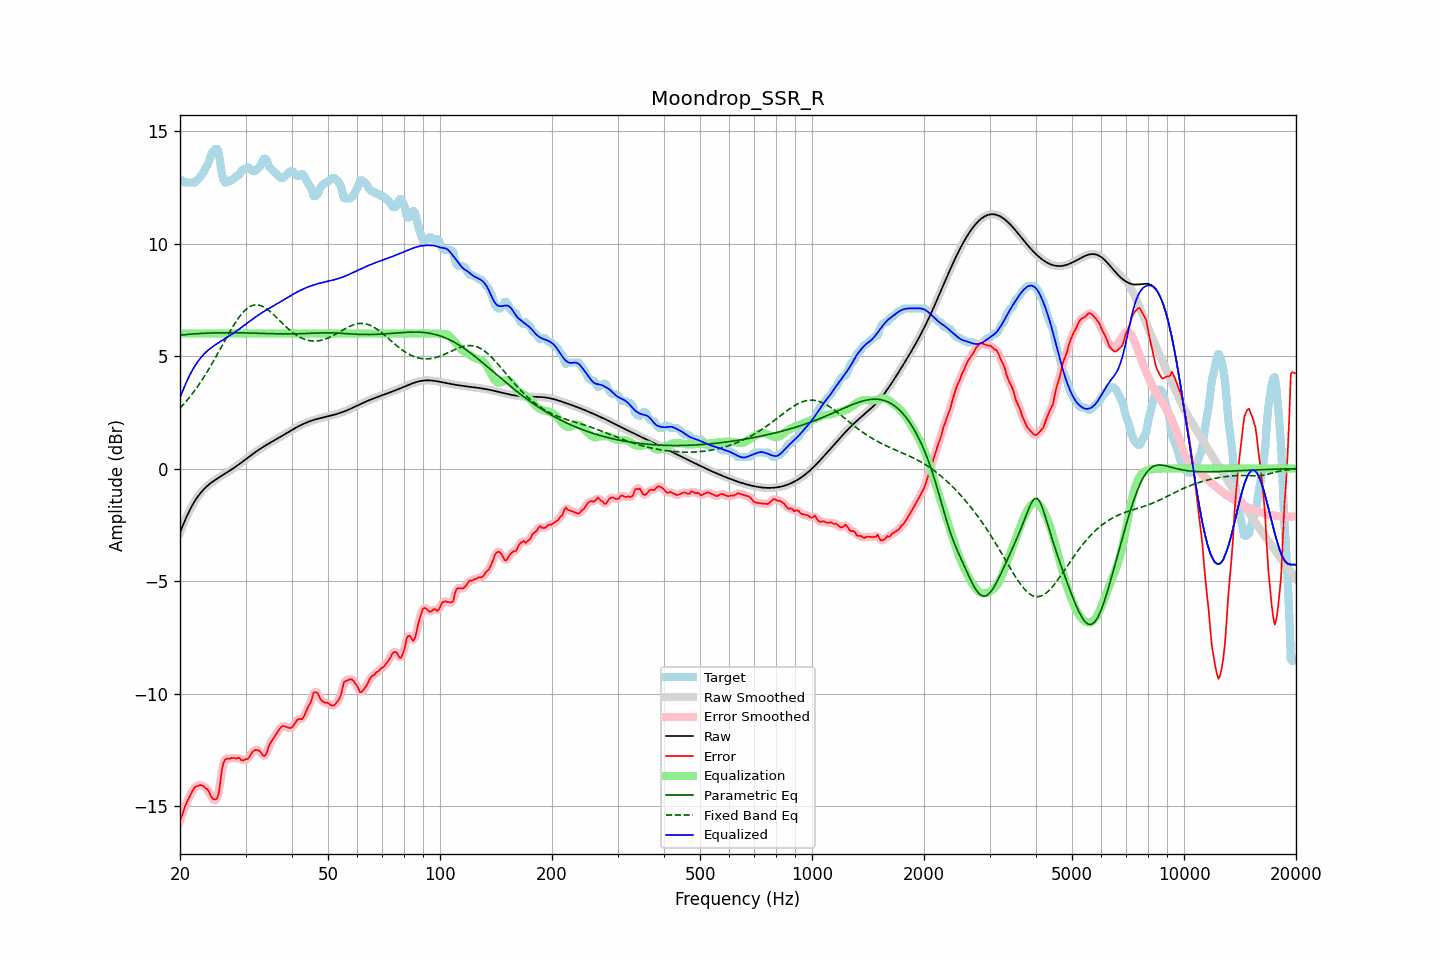 Moondrop_SSR_R
Amplitude (dBr)
15
10
5
0
−5
−10
−15
Target
Raw Smoothed
Error Smoothed
Raw
Error
Equalization
Parametric Eq
Fixed Band Eq
Equalized
20 50 100 200 500 1000 2000 5000 10000 20000
Frequency (Hz)